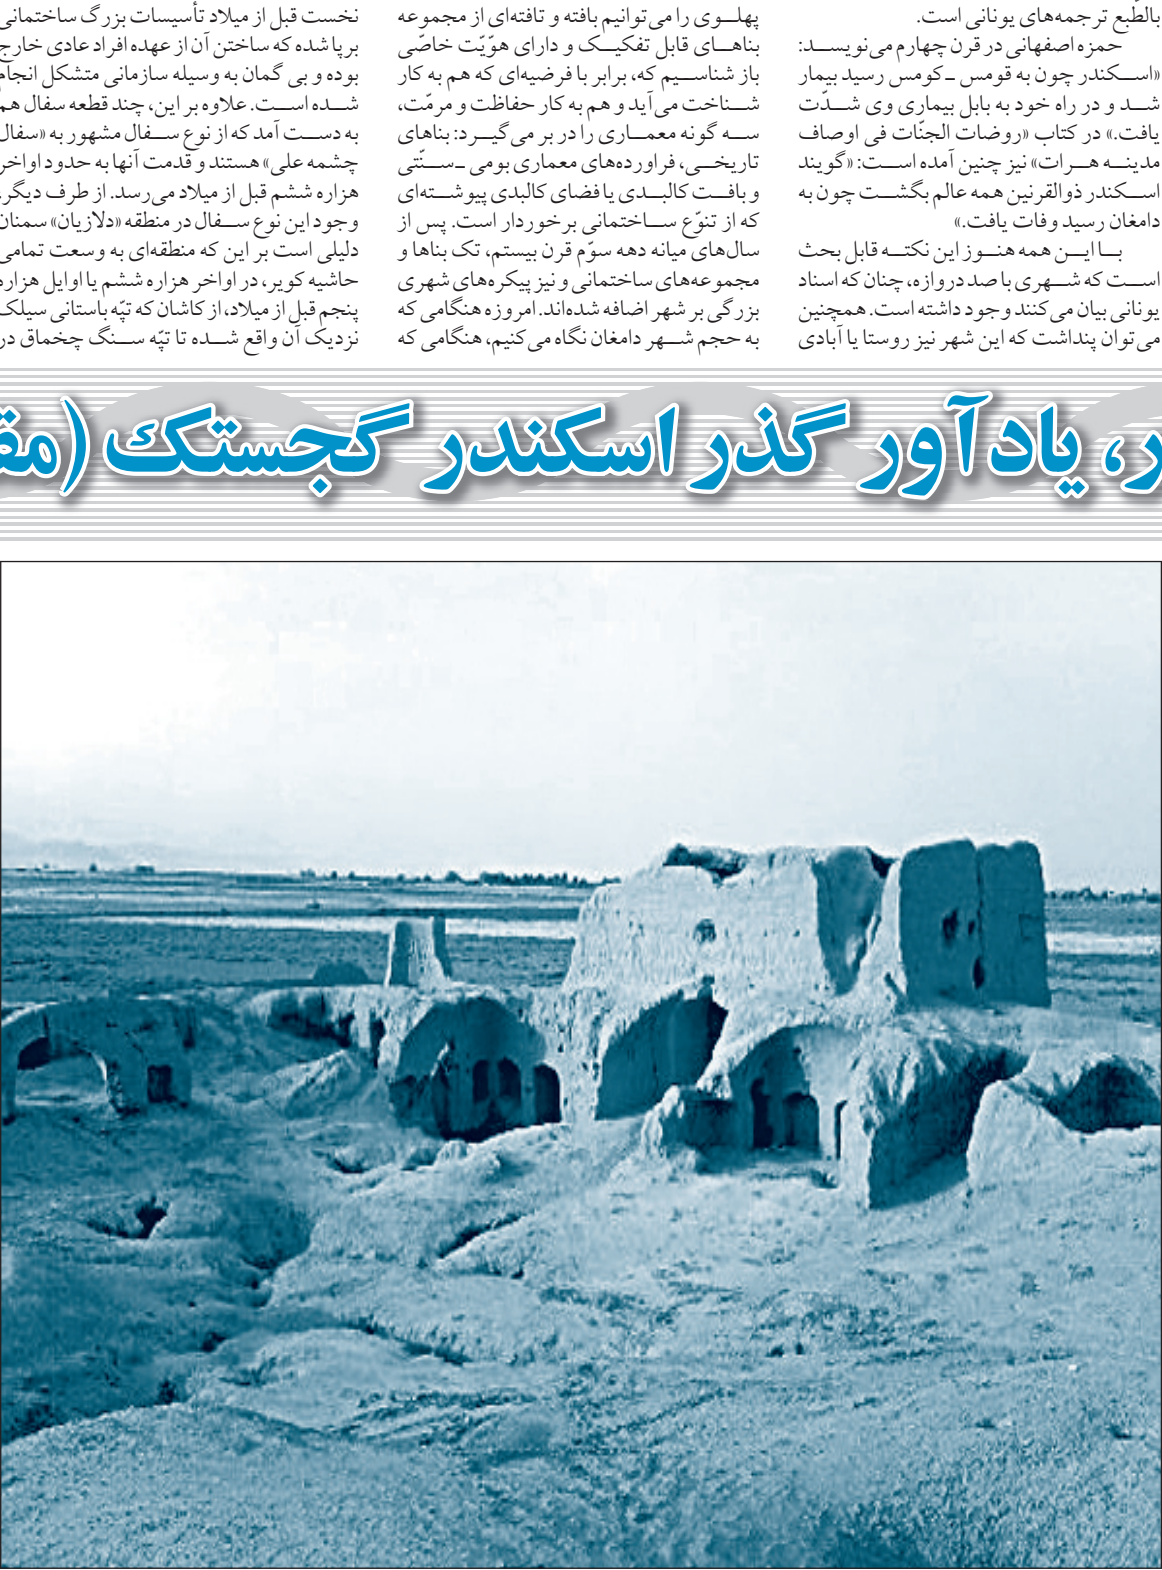 بالطّبع ترجمه‌های یونانی است.
حمزه اصفهانی در قرن چهارم می‌نویسد:
«اسکندر چون به قومس ـ کومس رسید بیمار
شد و در راه خود به بابل بیماری وی شدّت
یافت.» در کتاب «روضات الجنّات فی اوصاف
مدینه هرات» نیز چنین آمده است: «گویند
اسکندر ذوالقرنین همه عالم بگشت چون به
دامغان رسید وفات یافت.»
با این همه هنوز این نکته قابل بحث
است که شهری با صد دروازه، چنان که اسناد
یونانی بیان می‌کنند وجود داشته است. همچنین
می‌توان پنداشت که این شهر نیز روستا یا آبادی
پهلوی را می‌توانیم بافته و تافته‌ای از مجموعه
بناهای قابل تفکیک و دارای هوّیّت خاصّی
باز شناسیم که، برابر با فرضیه‌ای که هم به کار
شناخت می‌آید و هم به کار حفاظت و مرمّت،
سه گونه معماری را در بر می‌گیرد: بناهای
تاریخی، فراورده‌های معماری بومی ـ سنّتی
و بافت کالبدی یا فضای کالبدی پیوشته‌ای
که از تنوّع ساختمانی برخوردار است. پس از
سال‌های میانه دهه سوّم قرن بیستم، تک بناها و
مجموعه‌های ساختمانی و نیز پیکره‌های شهری
بزرگی بر شهر اضافه شده‌اند. امروزه هنگامی که
به حجم شهر دامغان نگاه می‌کنیم، هنگامی که
نخست قبل از میلاد تأسیسات بزرگ ساختمانی
برپا شده که ساختن آن از عهده افراد عادی خارج
بوده و بی گمان به وسیله سازمانی متشکل انجام
شده است. علاوه بر این، چند قطعه سفال هم
به دست آمد که از نوع سفال مشهور به «سفال
چشمه علی» هستند و قدمت آنها به حدود اواخر
هزاره ششم قبل از میلاد می‌رسد. از طرف دیگر،
وجود این نوع سفال در منطقه «دلازیان» سمنان
دلیلی است بر این که منطقه‌ای به وسعت تمامی
حاشیه کویر، در اواخر هزاره ششم یا اوایل هزاره
پنجم قبل از میلاد، از کاشان که تپّه باستانی سیلک
نزدیک آن واقع شده تا تپّه سنگ چخماق در
ر، یادآور گذر اسکندر گجستک (مق